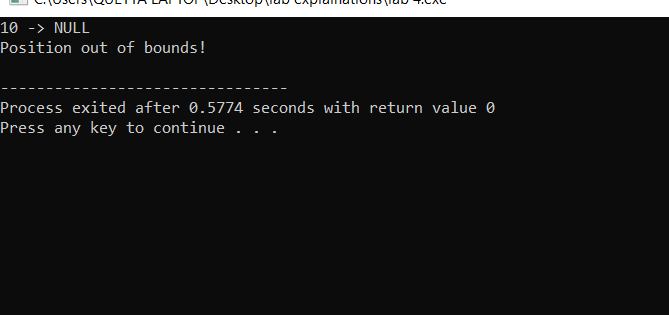 C:\Users\QUETTA LAPTOP\Desktop\lab explainations\lab 4.exe
10 -> NULL
Position out of bounds!
--------------------------------
Process exited after 0.5774 seconds with return value 0
Press any key to continue . . .